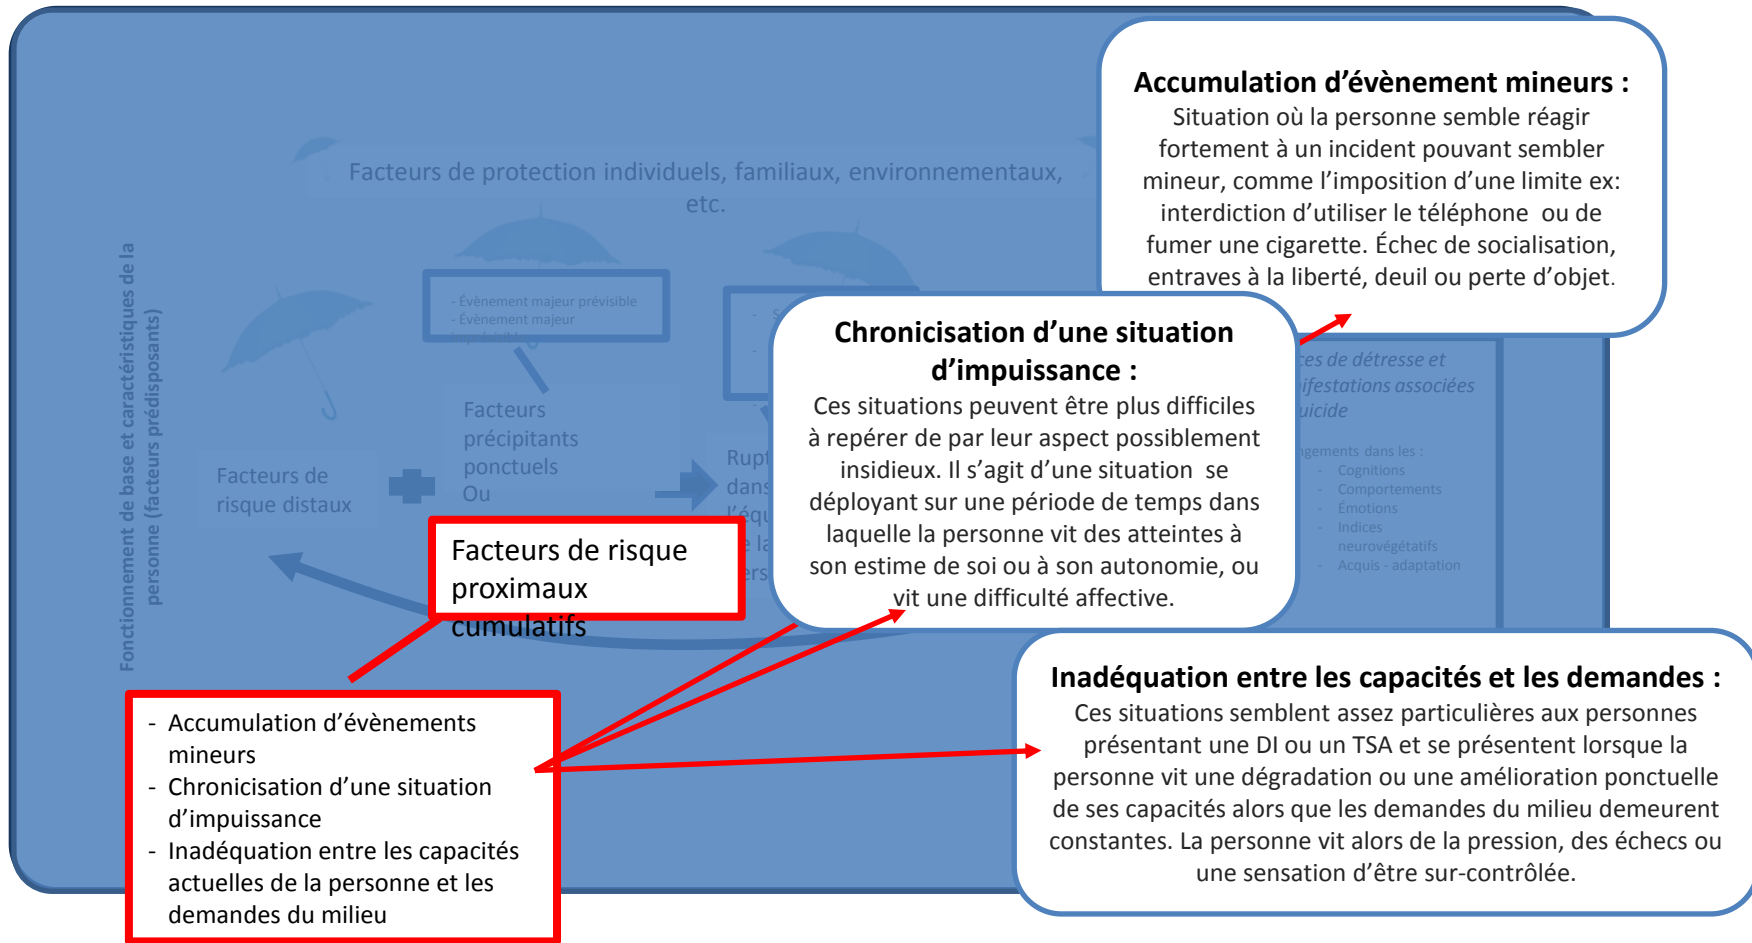 Accumulation d’évènement mineurs :
Situation où la personne semble réagir
fortement à un incident pouvant sembler
mineur, comme l’imposition d’une limite ex:
interdiction d’utiliser le téléphone ou de
fumer une cigarette. Échec de socialisation,
entraves à la liberté, deuil ou perte d’objet.
Facteurs de protection individuels, familiaux, environnementaux,
etc.
Fonctionnement de base et caractéristiques de la
personne (facteurs prédisposants)
- Évènement majeur prévisible
- Évènement majeur
Chronicisation d’une situation
d’impuissance :
Ces situations peuvent être plus difficiles
à repérer de par leur aspect possiblement
insidieux. Il s’agit d’une situation se
déployant sur une période de temps dans
laquelle la personne vit des atteintes à
son estime de soi ou à son autonomie, ou
vit une difficulté affective.
Facteurs de
risque distaux
Facteurs
précipitants
ponctuels
Ou
Facteurs de risque
proximaux
cumulatifs
dans
de détresse et
associées
- Cognitions
- Comportements
- Émotions
- Indices
neurovégétatifs
- Acquis - adaptation
- Accumulation d’évènements
mineurs
- Chronicisation d’une situation
d’impuissance
- Inadéquation entre les capacités
actuelles de la personne et les
demandes du milieu
Inadéquation entre les capacités et les demandes :
Ces situations semblent assez particulières aux personnes
présentant une DI ou un TSA et se présentent lorsque la
personne vit une dégradation ou une amélioration ponctuelle
de ses capacités alors que les demandes du milieu demeurent
constantes. La personne vit alors de la pression, des échecs ou
une sensation d’être sur-contrôlée.